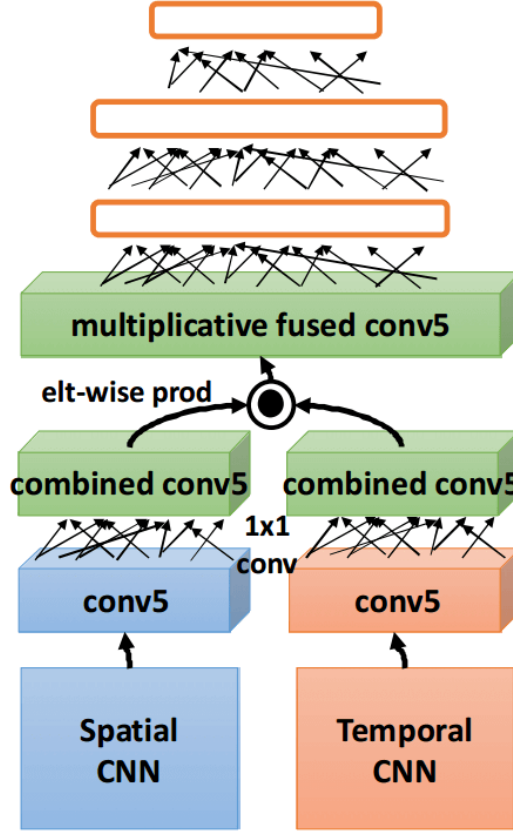 multiplicative fused conv5
elt-wise prod
combined conv5
combined conv5
1x1
conv
conv5
conv5
Spatial
CNN
Temporal
CNN